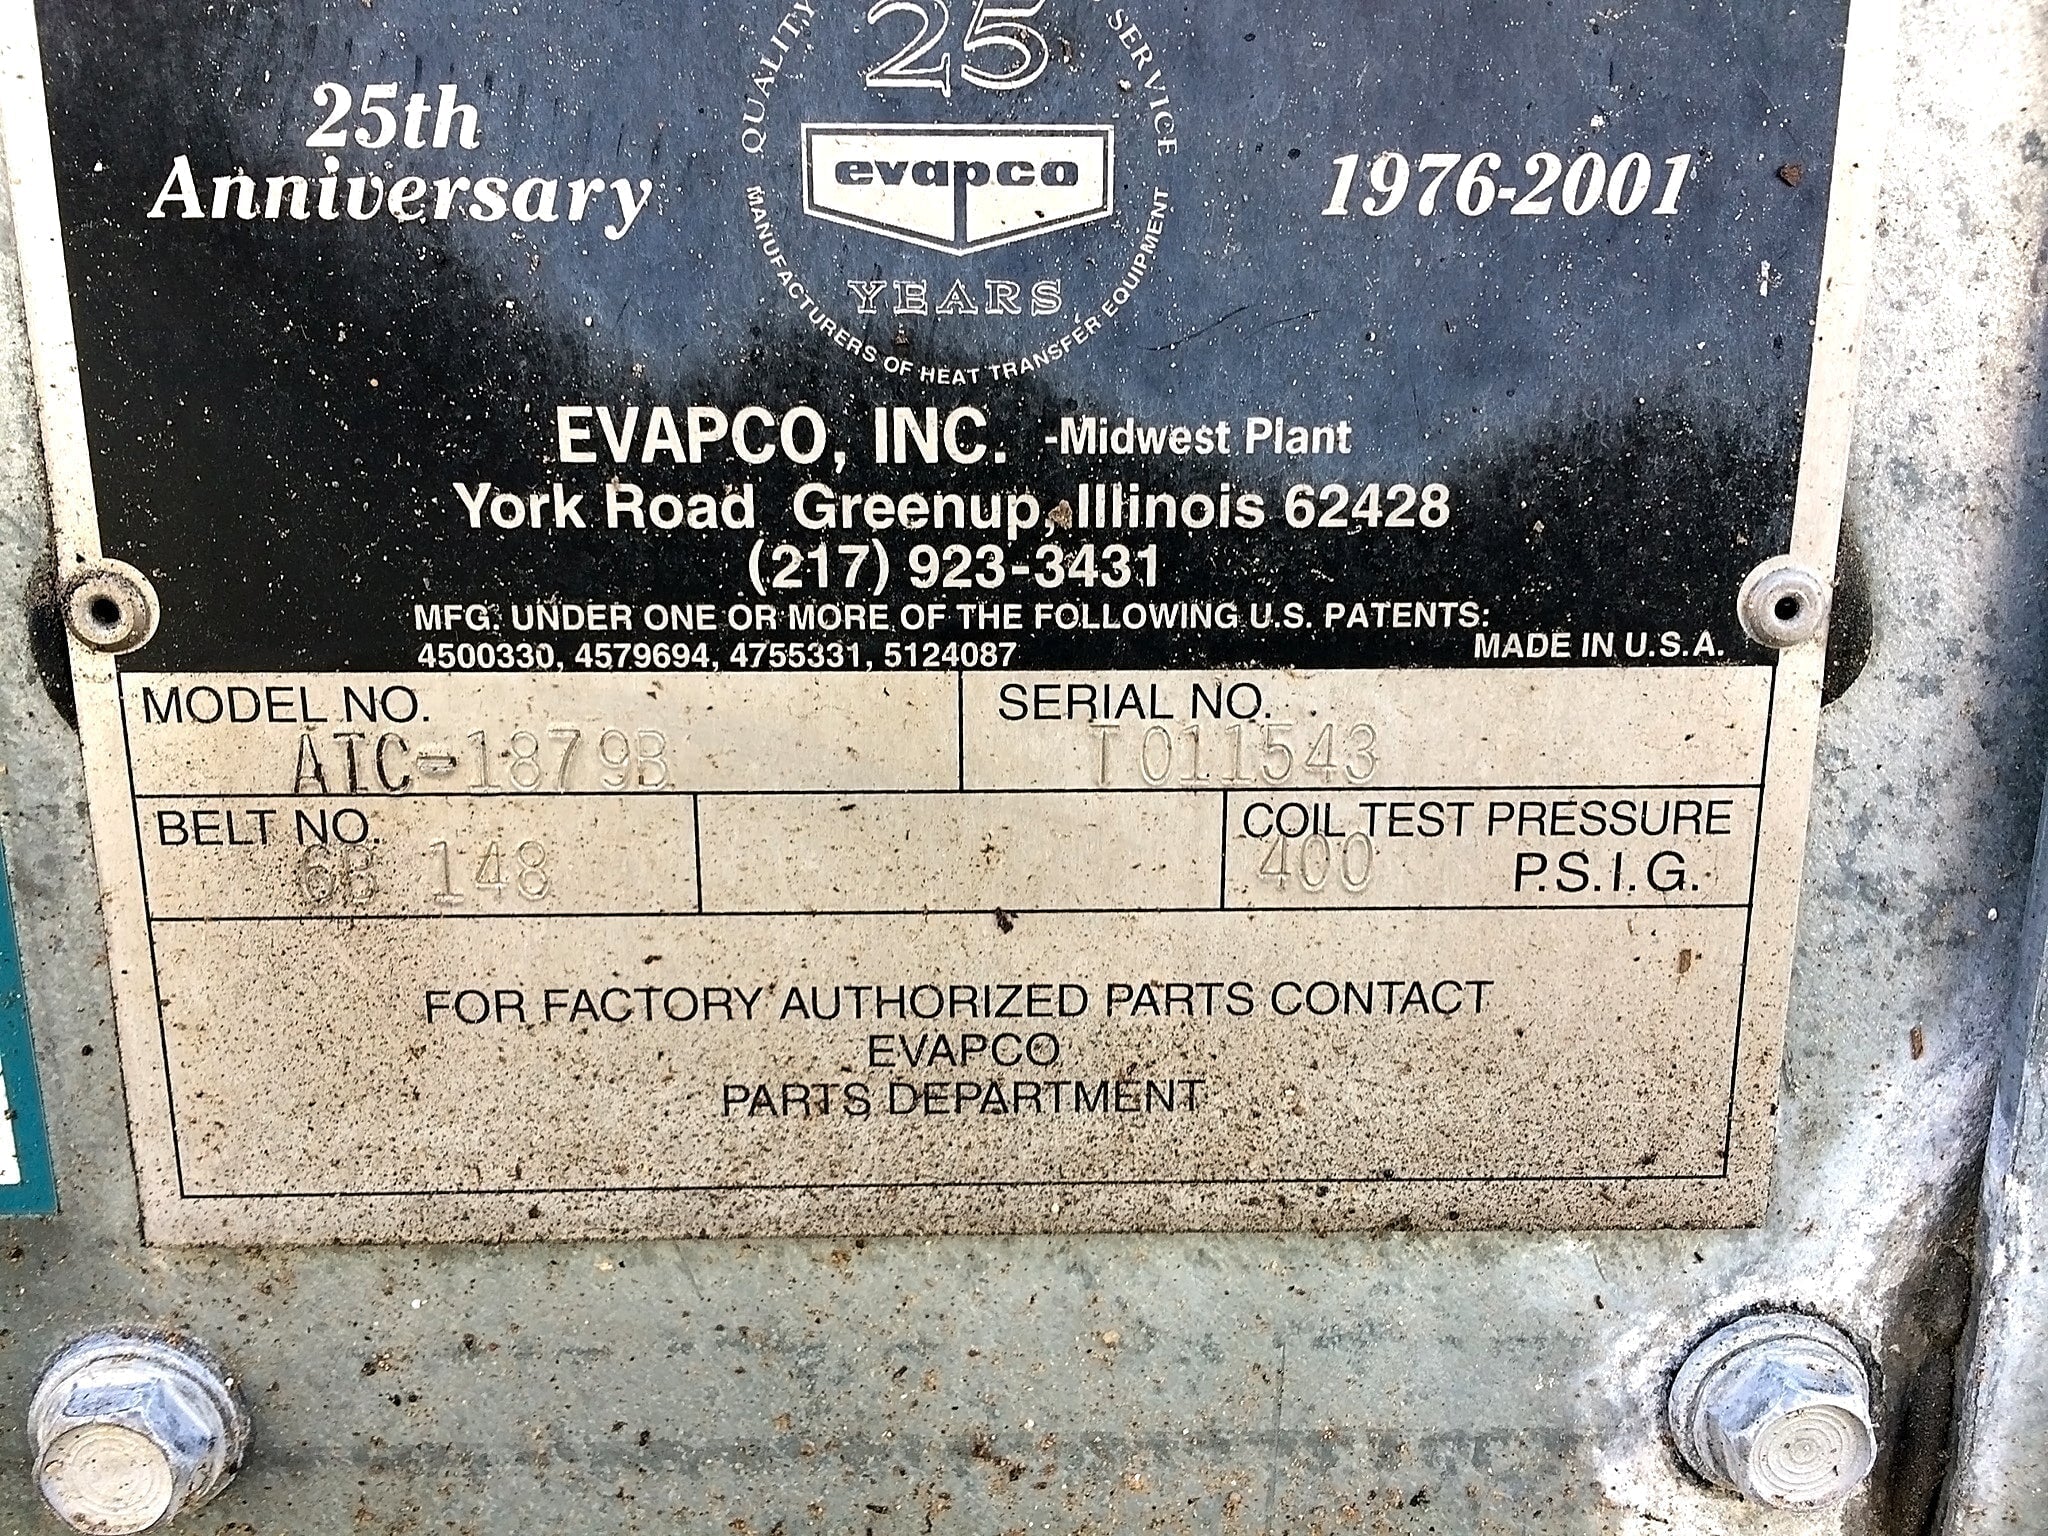 25th
Anniversary
QUALITY
SERVICE
25
evapco
YEARS
MANUFACTURERS OF HEAT TRANSFER EQUIPMENT
1976-2001
EVAPCO, INC. -Midwest Plant
York Road Greenup, Illinois 62428
(217) 923-3431
MFG. UNDER ONE OR MORE OF THE FOLLOWING U.S. PATENTS:
4500330, 4579694, 4755331, 5124087
MADE IN U.S.A.
MODEL NO.
ATC-1879B
SERIAL NO.
T011543
BELT NO.
6B 148
COIL TEST PRESSURE
400 P.S.I.G.
FOR FACTORY AUTHORIZED PARTS CONTACT
EVAPCO
PARTS DEPARTMENT